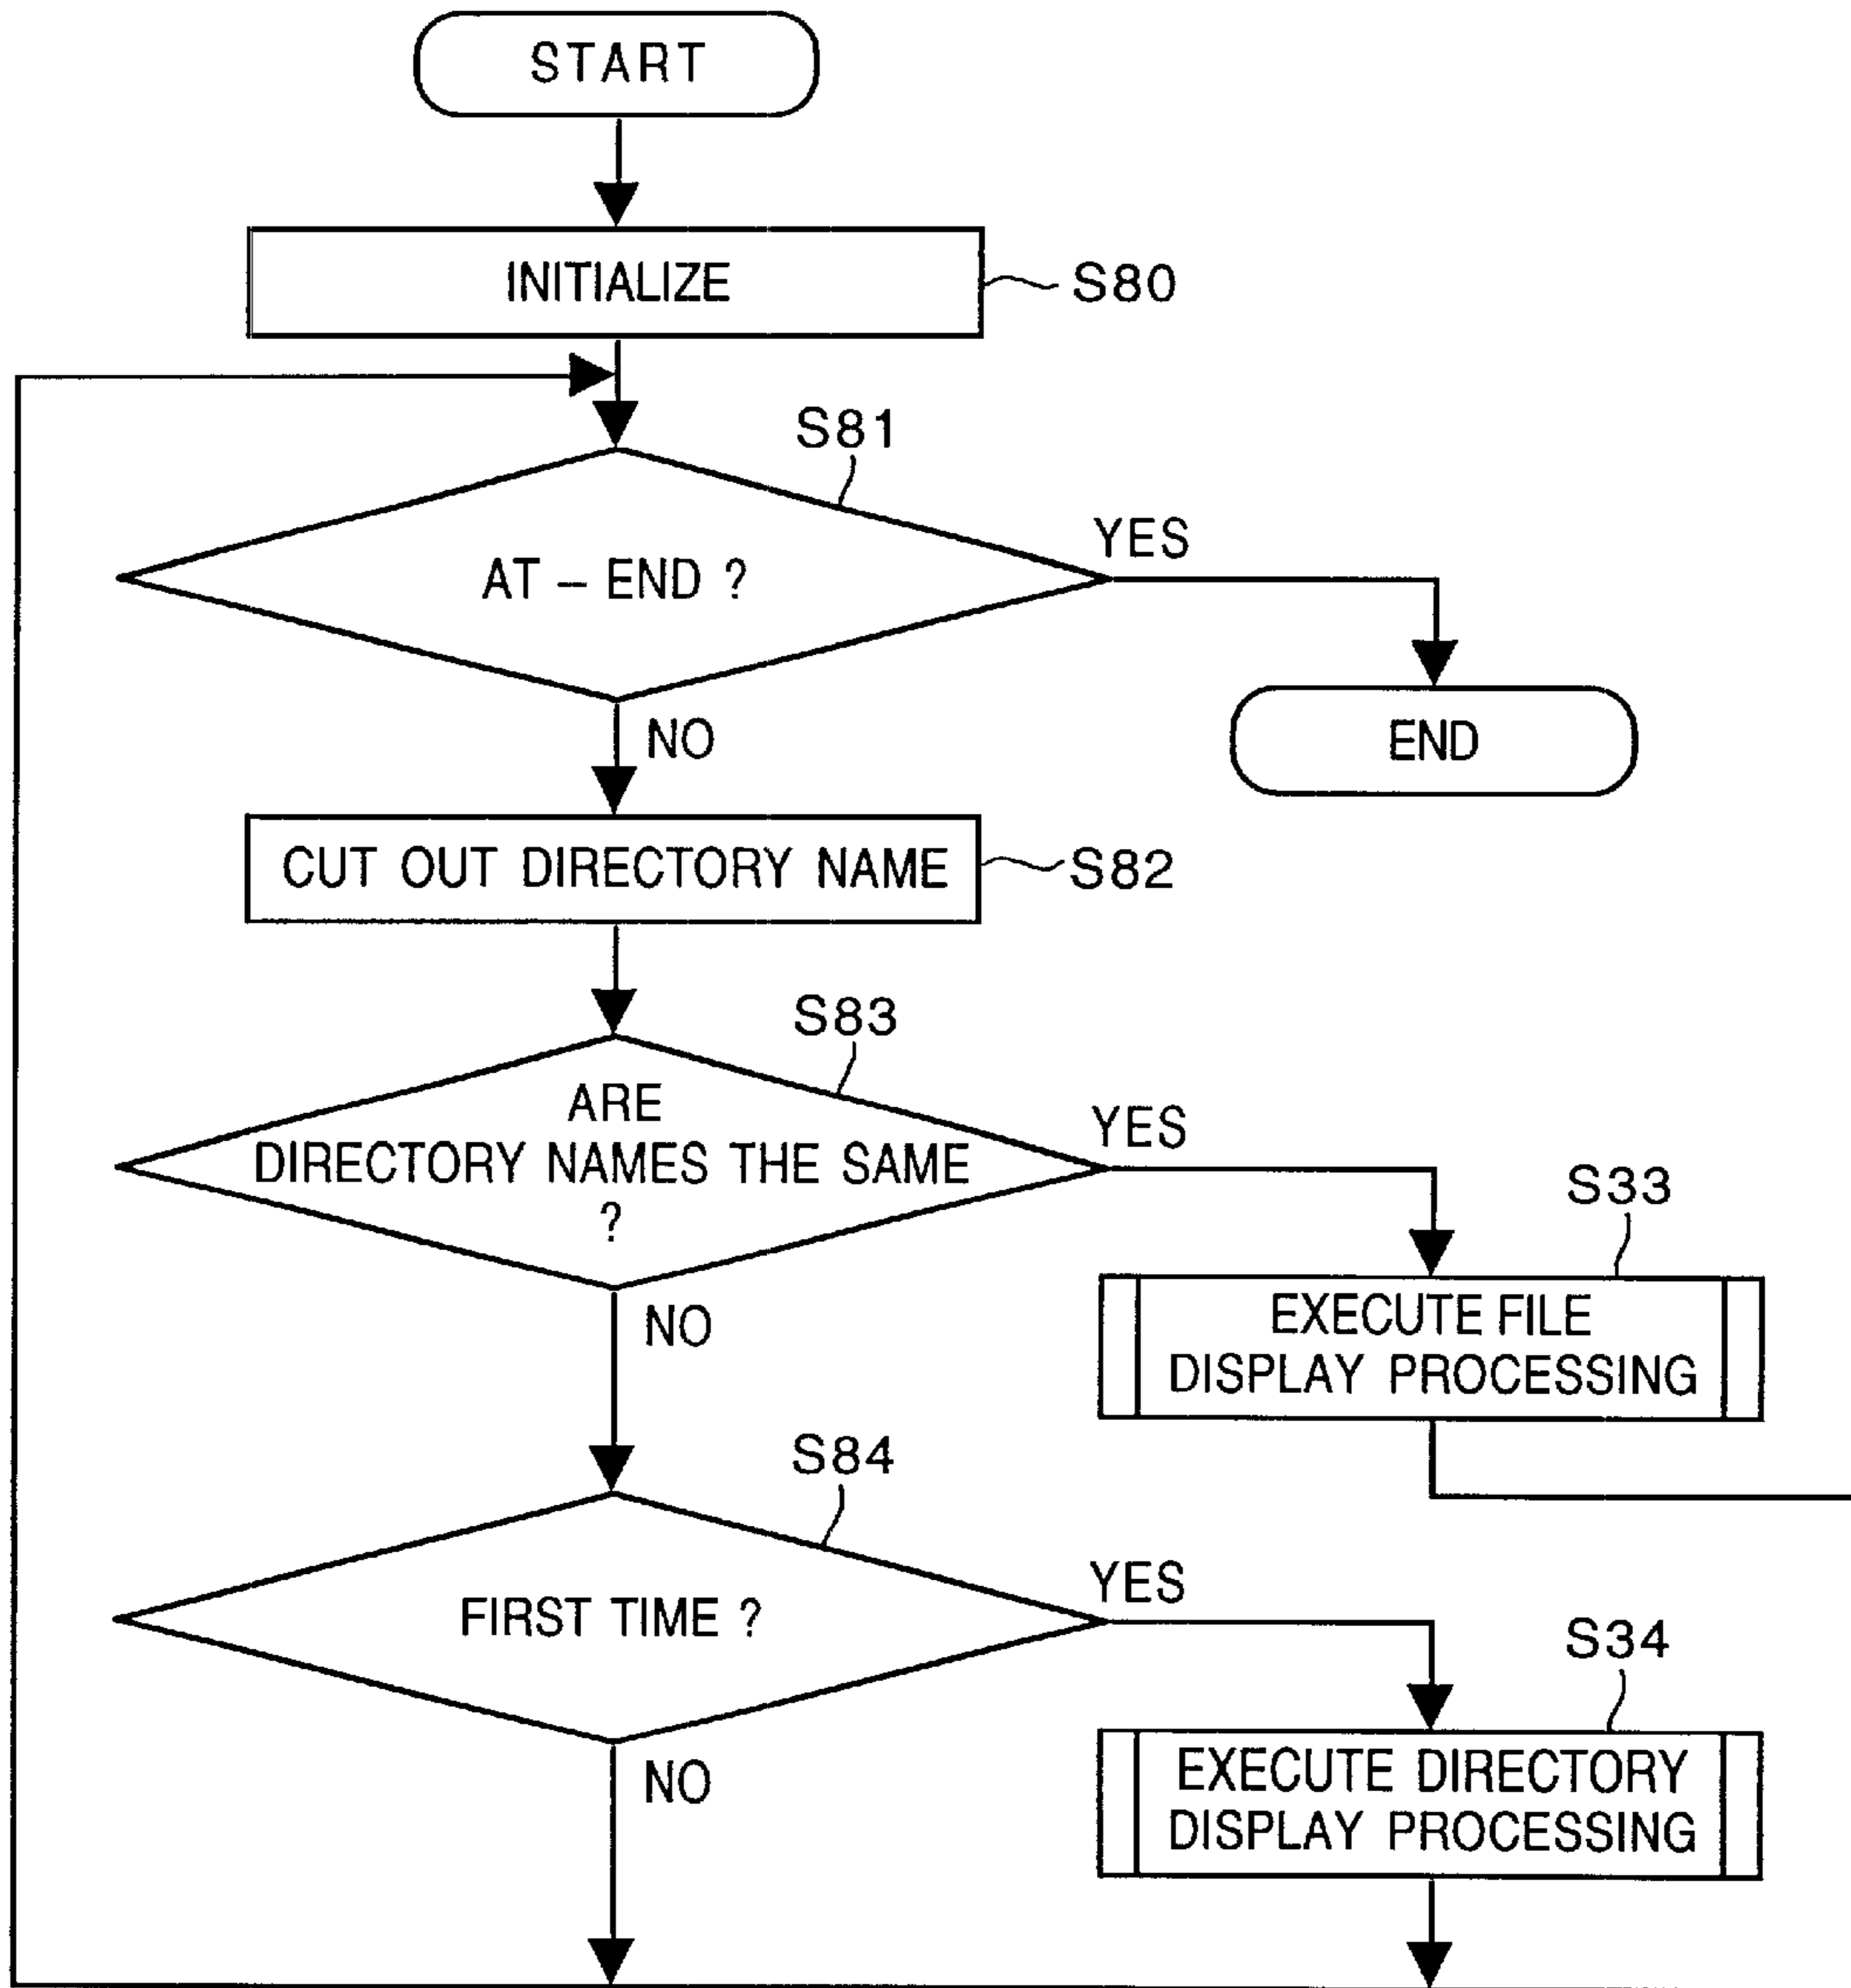 START
INITIALIZE
S80
S81
AT – END ?
YES
NO
END
CUT OUT DIRECTORY NAME
S82
S83
ARE
DIRECTORY NAMES THE SAME
?
YES
NO
S33
EXECUTE FILE
DISPLAY PROCESSING
S84
FIRST TIME ?
YES
NO
S34
EXECUTE DIRECTORY
DISPLAY PROCESSING